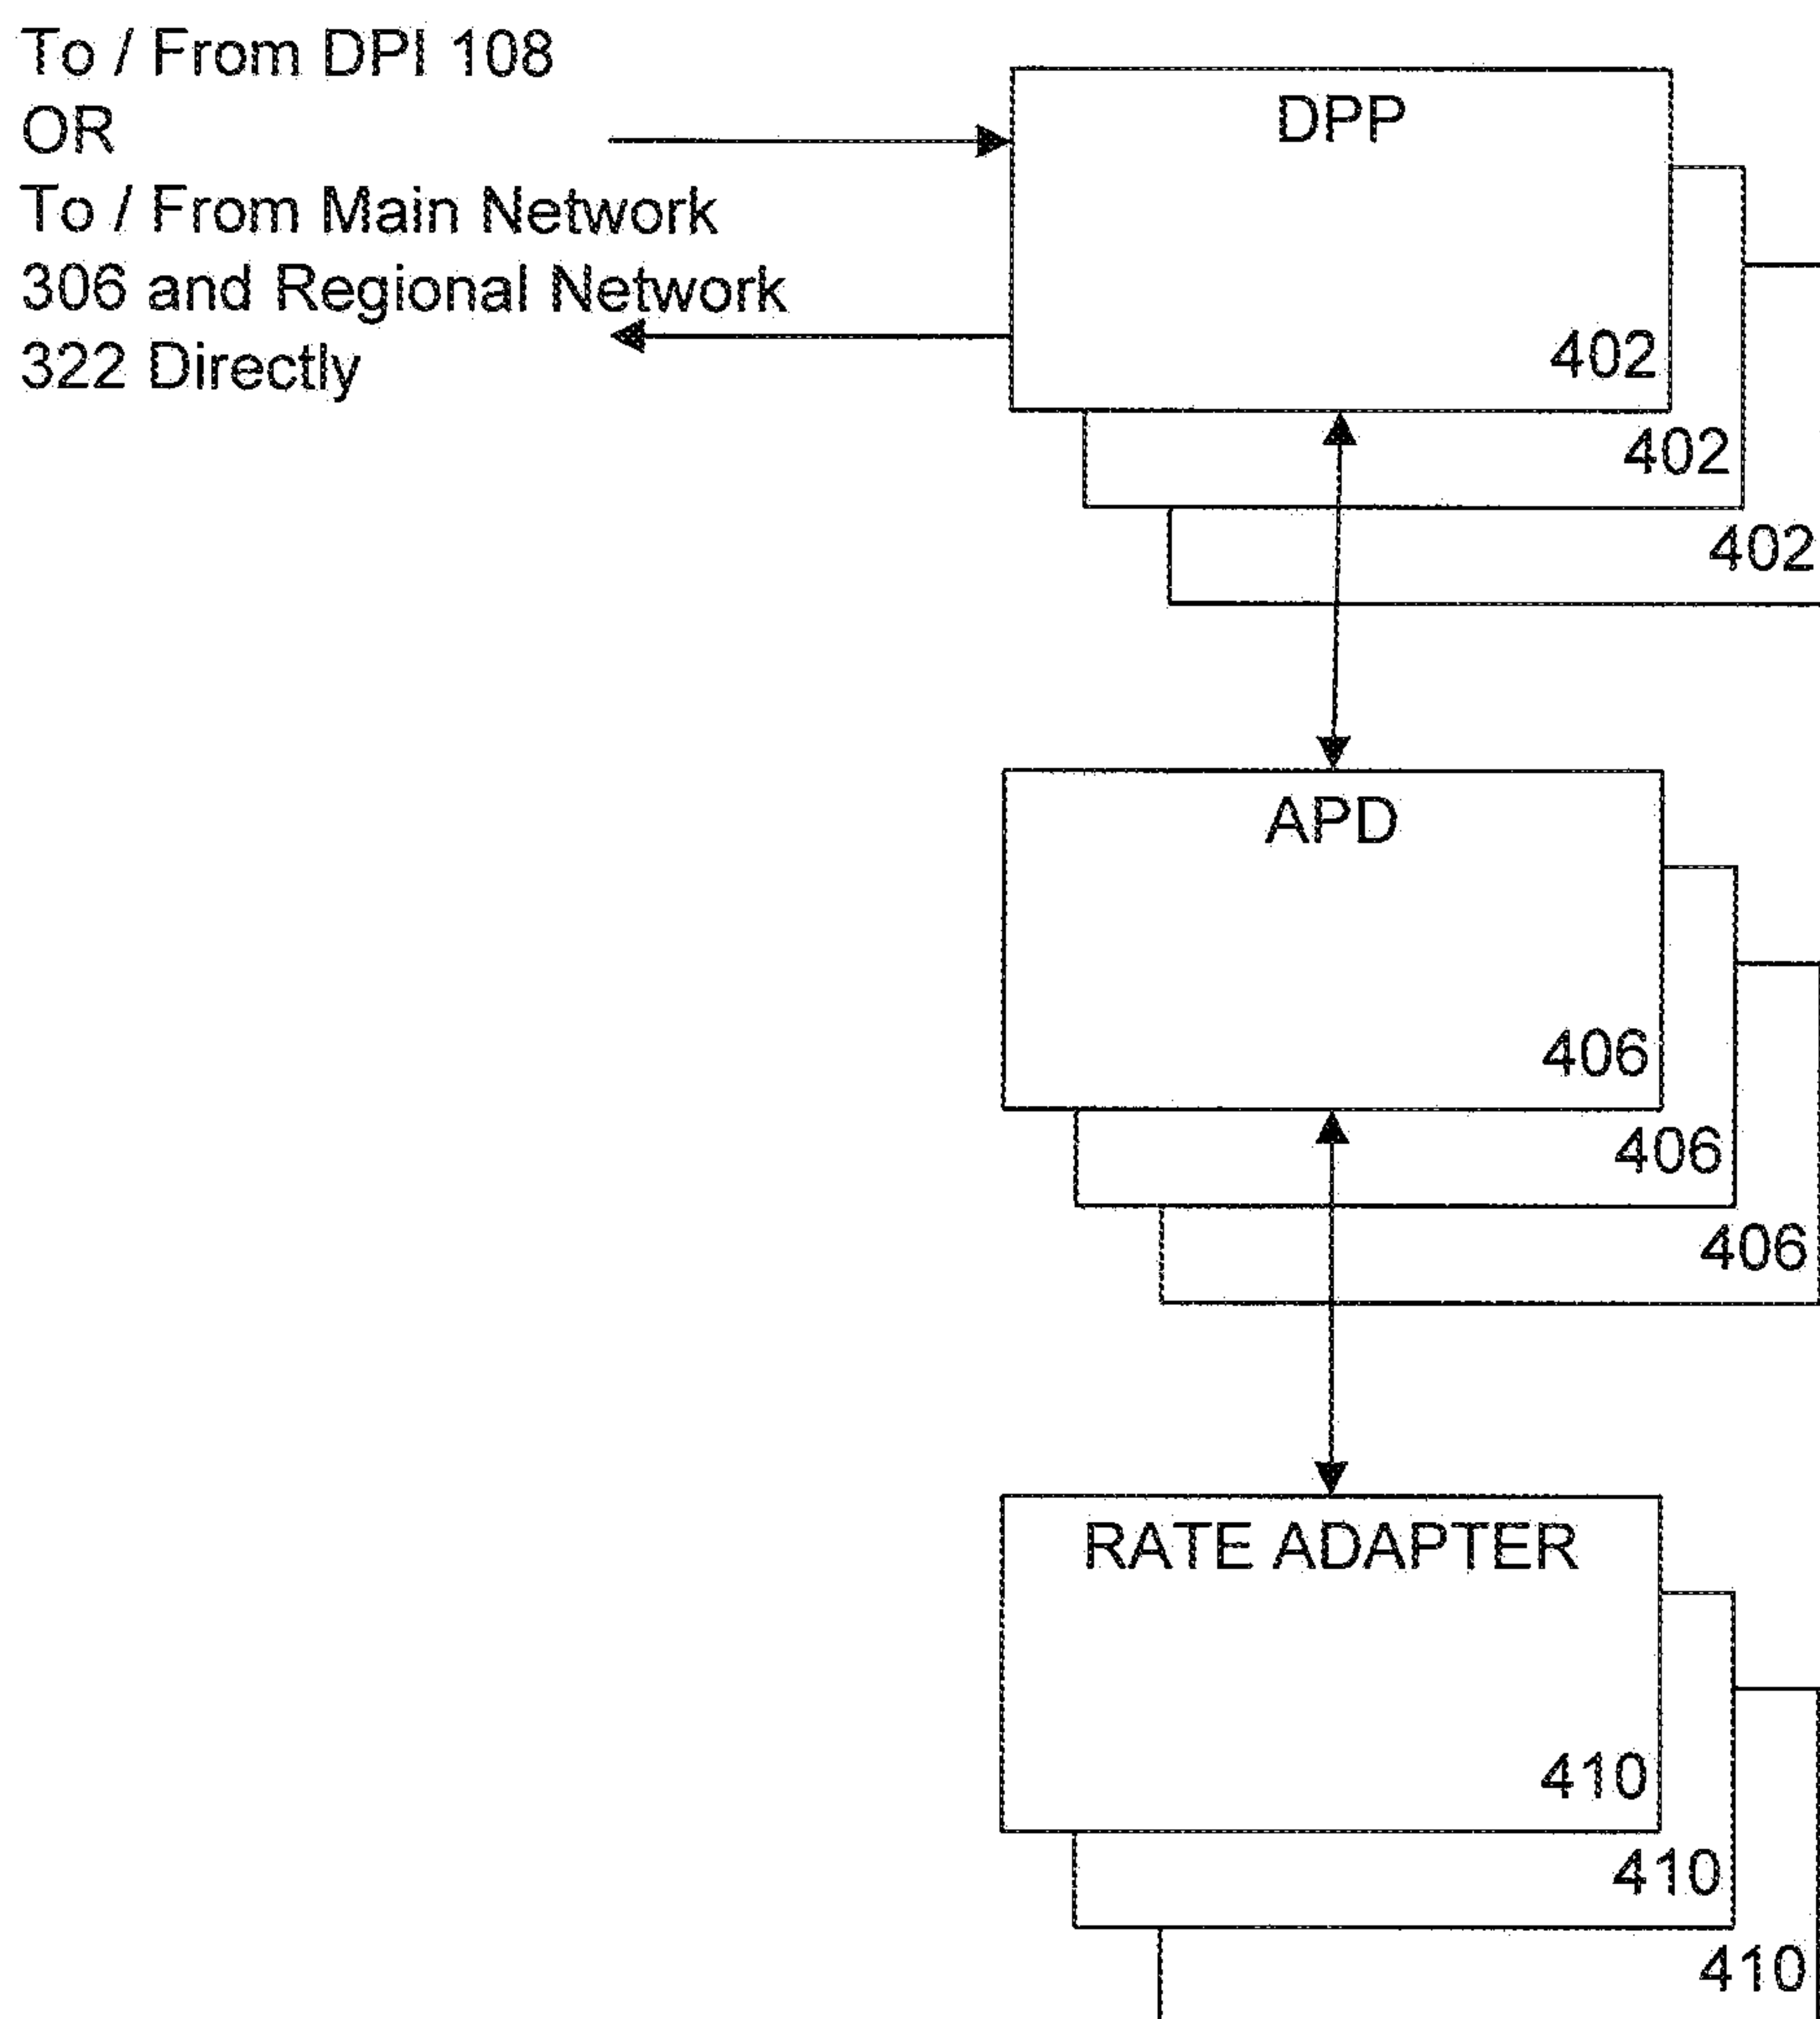 To / From DPI 108
OR
To / From Main Network
306 and Regional Network
322 Directly
DPP
402
402
402
APD
406
406
406
RATE ADAPTER
410
410
410